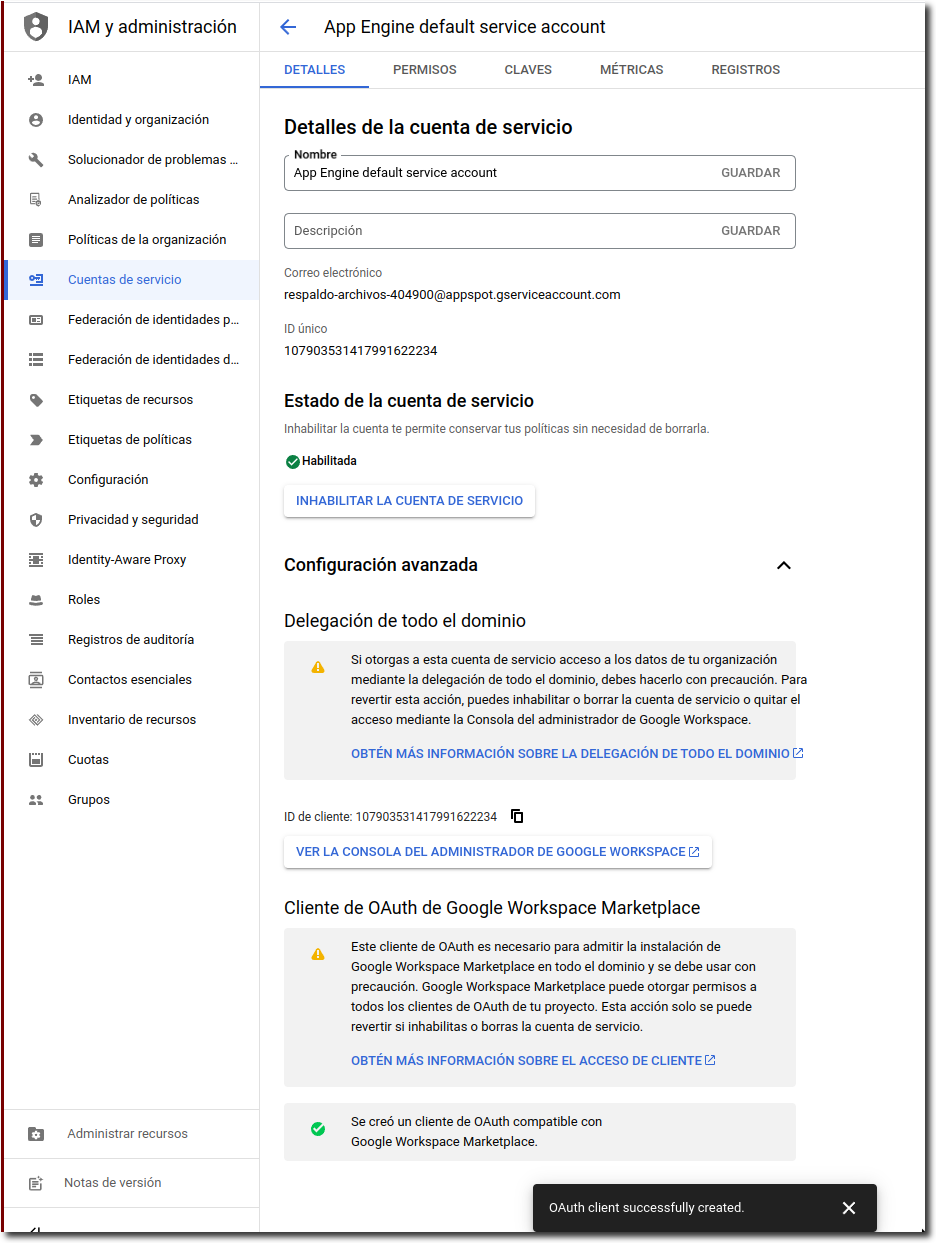 IAM y administración
App Engine default service account
IAM
Identidad y organización
Solucionador de problemas ...
Analizador de políticas
Políticas de la organización
Cuentas de servicio
Federación de identidades p...
Federación de identidades d...
Etiquetas de recursos
Etiquetas de políticas
Configuración
Privacidad y seguridad
Identity-Aware Proxy
Roles
Registros de auditoría
Contactos esenciales
Inventario de recursos
Cuotas
Grupos
Administrar recursos
Notas de versión
DETALLES PERMISOS CLAVES MÉTRICAS REGISTROS
Detalles de la cuenta de servicio
Nombre
App Engine default service account GUARDAR
Descripción GUARDAR
Correo electrónico
respaldo-archivos-404900@appspot.gserviceaccount.com
ID único
107903531417991622234
Estado de la cuenta de servicio
Inhabilitar la cuenta te permite conservar tus políticas sin necesidad de borrarla.
Habilitada
INHABILITAR LA CUENTA DE SERVICIO
Configuración avanzada
Delegación de todo el dominio
Si otorgas a esta cuenta de servicio acceso a los datos de tu organización
mediante la delegación de todo el dominio, debes hacerlo con precaución. Para
revertir esta acción, puedes inhabilitar o borrar la cuenta de servicio o quitar el
acceso mediante la Consola del administrador de Google Workspace.
OBTÉN MÁS INFORMACIÓN SOBRE LA DELEGACIÓN DE TODO EL DOMINIO
ID de cliente: 107903531417991622234
VER LA CONSOLA DEL ADMINISTRADOR DE GOOGLE WORKSPACE
Cliente de OAuth de Google Workspace Marketplace
Este cliente de OAuth es necesario para admitir la instalación de
Google Workspace Marketplace en todo el dominio y se debe usar con
precaución. Google Workspace Marketplace puede otorgar permisos a
todos los clientes de OAuth de tu proyecto. Esta acción solo se puede
revertir si inhabilitas o borras la cuenta de servicio.
OBTÉN MÁS INFORMACIÓN SOBRE EL ACCESO DE CLIENTE
Se creó un cliente de OAuth compatible con
Google Workspace Marketplace.
OAuth client successfully created.